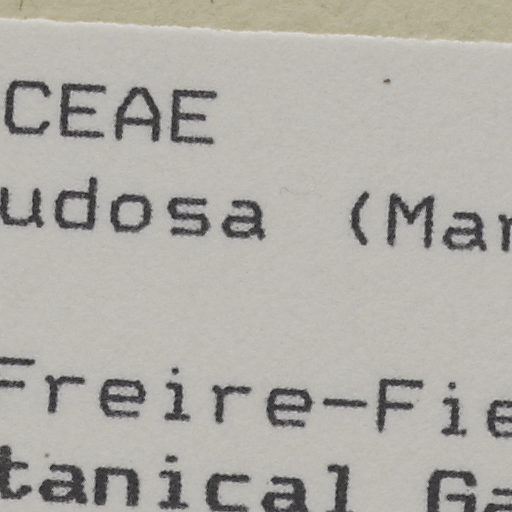 CEAE
udosa (Mar
Freire-Fie
tanical Ga